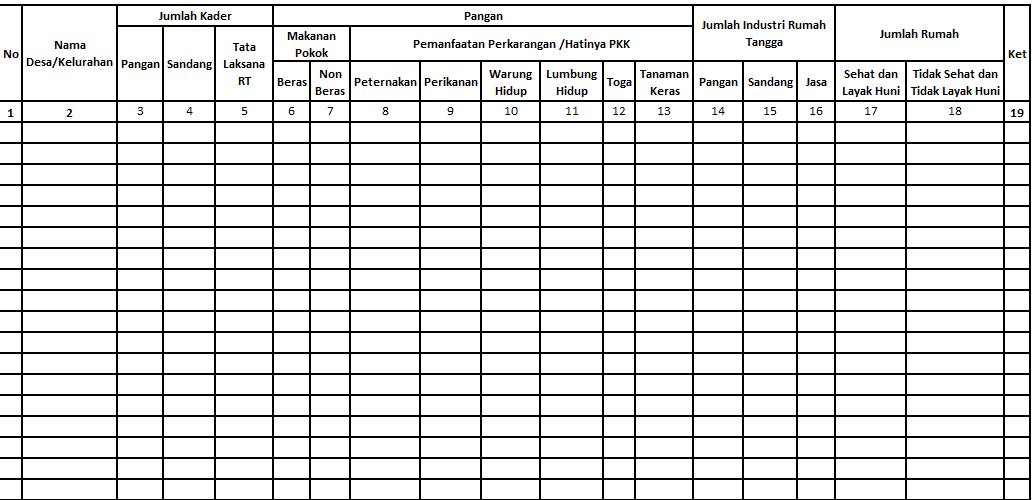 Jumlah Kader
Pangan
No
Nama
Desa/Kelurahan
Pangan
Sandang
Tata
Laksana
RT
Makanan
Pokok
Pemanfaatan Perkarangan /Hatinya PKK
Jumlah Industri Rumah
Tangga
Jumlah Rumah
Ket
Beras
Non
Beras
Peternakan
Perikanan
Warung
Hidup
Lumbung
Hidup
Toga
Tanaman
Keras
Pangan
Sandang
Jasa
Sehat dan
Layak Huni
Tidak Sehat dan
Tidak Layak Huni
1 2 3 4 5 6 7 8 9 10 11 12 13 14 15 16 17 18 19